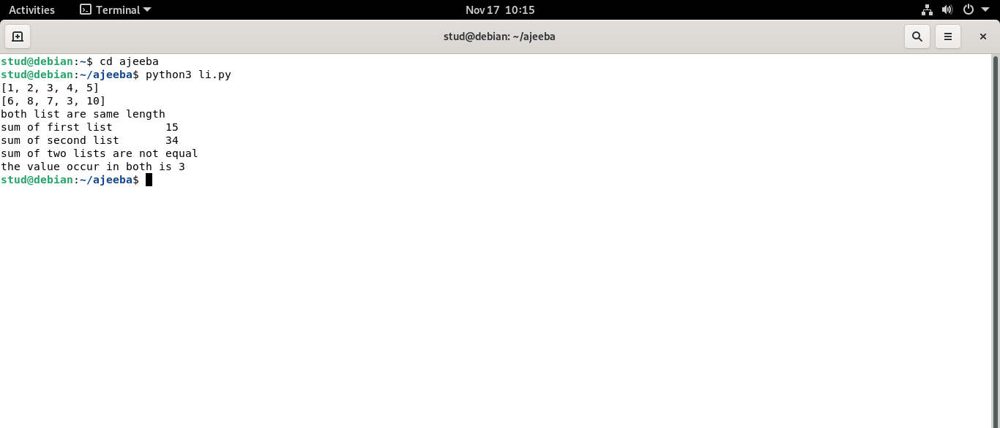 Activities Terminal Nov 17 10:15
stud@debian: ~/ajeeba
stud@debian:~$ cd ajeeba
stud@debian:~/ajeeba$ python3 li.py
[1, 2, 3, 4, 5]
[6, 8, 7, 3, 10]
both list are same length
sum of first list        15
sum of second list       34
sum of two lists are not equal
the value occur in both is 3
stud@debian:~/ajeeba$